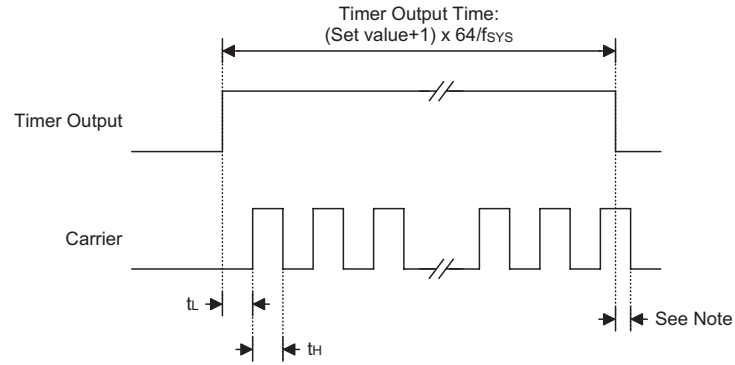 Timer Output Time:
(Set value+1) x 64/fSYS
Timer Output
Carrier
tL
See Note
tH